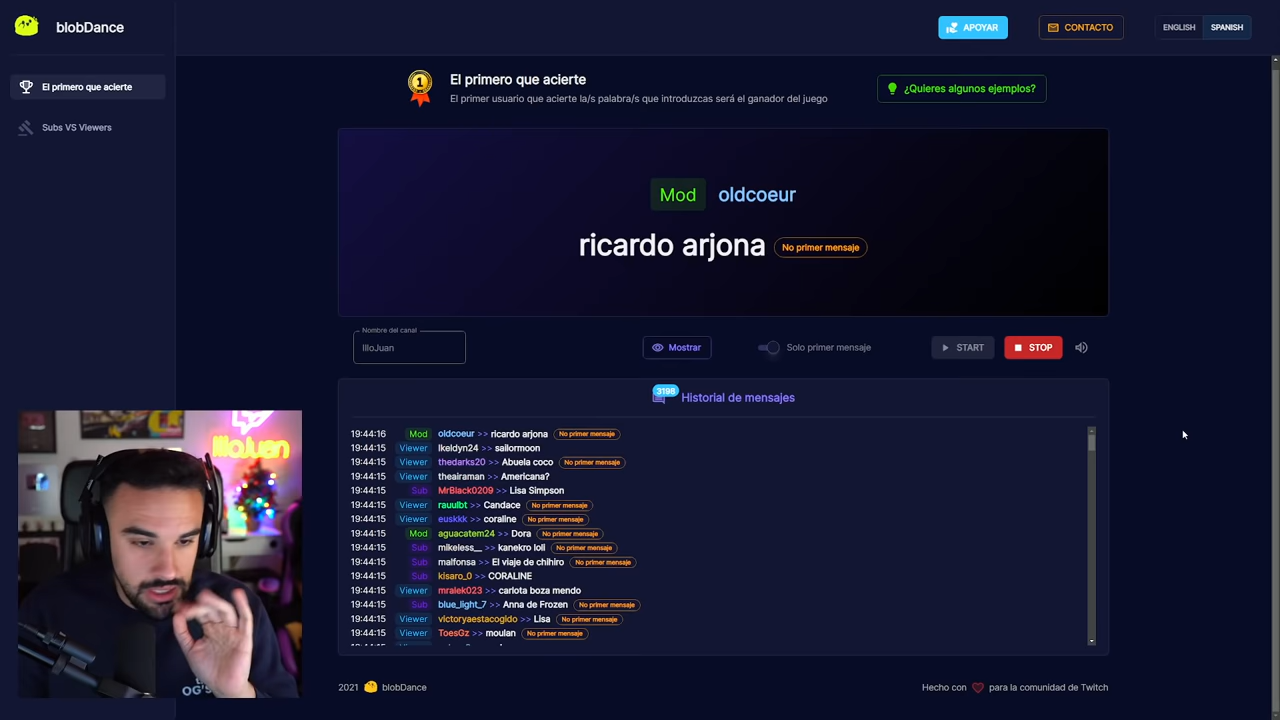 blobDance
APOYAR
CONTACTO
ENGLISH
SPANISH
El primero que acierte
Subs VS Viewers
1
El primero que acierte
El primer usuario que acierte la/s palabra/s que introduzcas será el ganador del juego
¿Quieres algunos ejemplos?
Mod oldcoeur
ricardo arjona No primer mensaje
Nombre del canal
IlloJuan
Mostrar
Solo primer mensaje
START
STOP
3198
Historial de mensajes
19:44:16 Mod oldcoeur >> ricardo arjona No primer mensaje
19:44:15 Viewer lkeldyn24 >> sailormoon
19:44:15 Viewer thedarks20 >> Abuela coco No primer mensaje
19:44:15 Viewer theairaman >> Americana?
19:44:15 Sub MrBlack0209 >> Lisa Simpson
19:44:15 Viewer rauulbt >> Candace No primer mensaje
19:44:15 Viewer euskkk >> coraline No primer mensaje
19:44:15 Mod aguacatem24 >> Dora No primer mensaje
19:44:15 Sub mikeless__ >> kanekro loli No primer mensaje
19:44:15 Sub malfonsa >> El viaje de chihiro No primer mensaje
19:44:15 Sub kisaro_0 >> CORALINE
19:44:15 Viewer mralek023 >> carlota boza mendo
19:44:15 Sub blue_light_7 >> Anna de Frozen No primer mensaje
19:44:15 Viewer victoryaestacogido >> Lisa No primer mensaje
19:44:15 Viewer ToesGz >> moulan No primer mensaje
IlloJuan
OG'S
2021 blobDance
Hecho con para la comunidad de Twitch